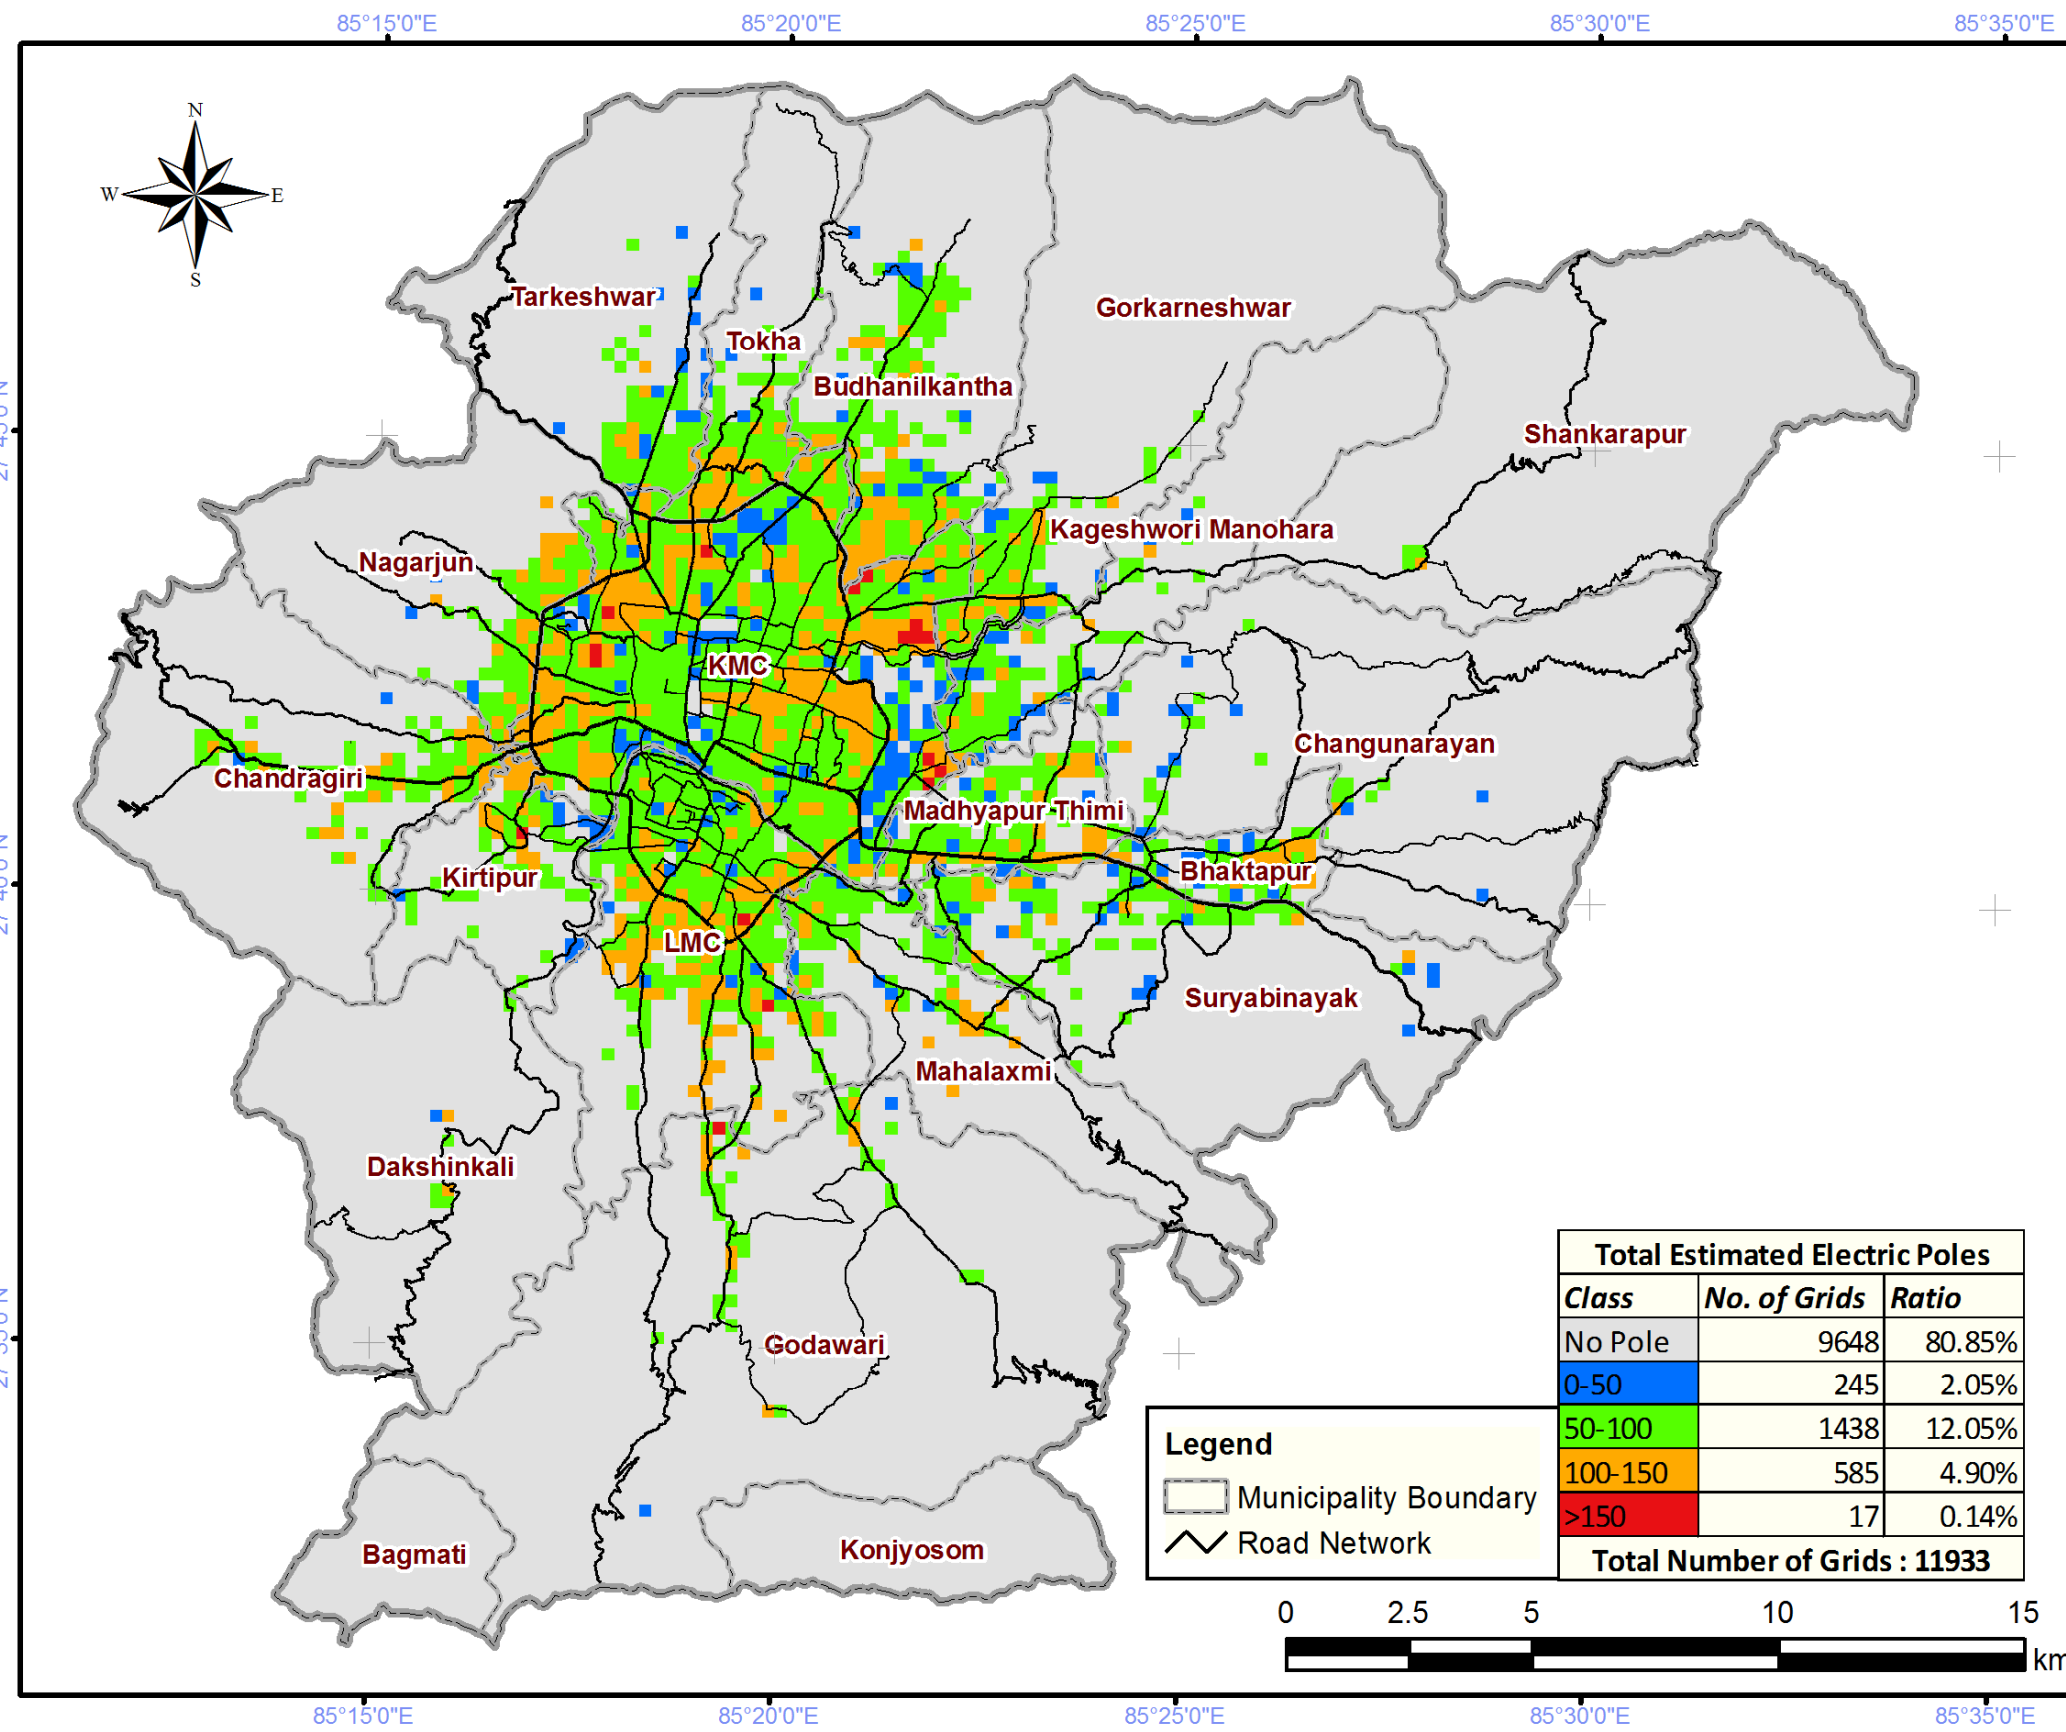 85°15'0"E 85°20'0"E 85°25'0"E 85°30'0"E 85°35'0"E
N
W E
S
Tarkeshwar
Gorkarneshwar
Tokha
Budhanilkantha
Shankarapur
Kageshwori Manohara
Nagarjun
KMC
Changunarayan
Chandragiri
Madhyapur Thimi
Bhaktapur
Kirtipur
LMC
Suryabinayak
Mahalaxmi
Dakshinkali
Godawari
Bagmati
Konjyosom
Total Estimated Electric Poles
Class No. of Grids Ratio
No Pole 9648 80.85%
0-50 245 2.05%
50-100 1438 12.05%
100-150 585 4.90%
>150 17 0.14%
Total Number of Grids : 11933
Legend
Municipality Boundary
Road Network
0 2.5 5 10 15
km
85°15'0"E 85°20'0"E 85°25'0"E 85°30'0"E 85°35'0"E